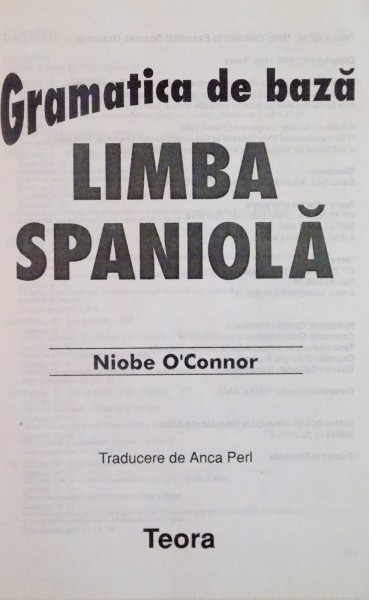 Gramatica de bază
LIMBA
SPANIOLĂ
Niobe O'Connor
Traducere de Anca Perl
Teora